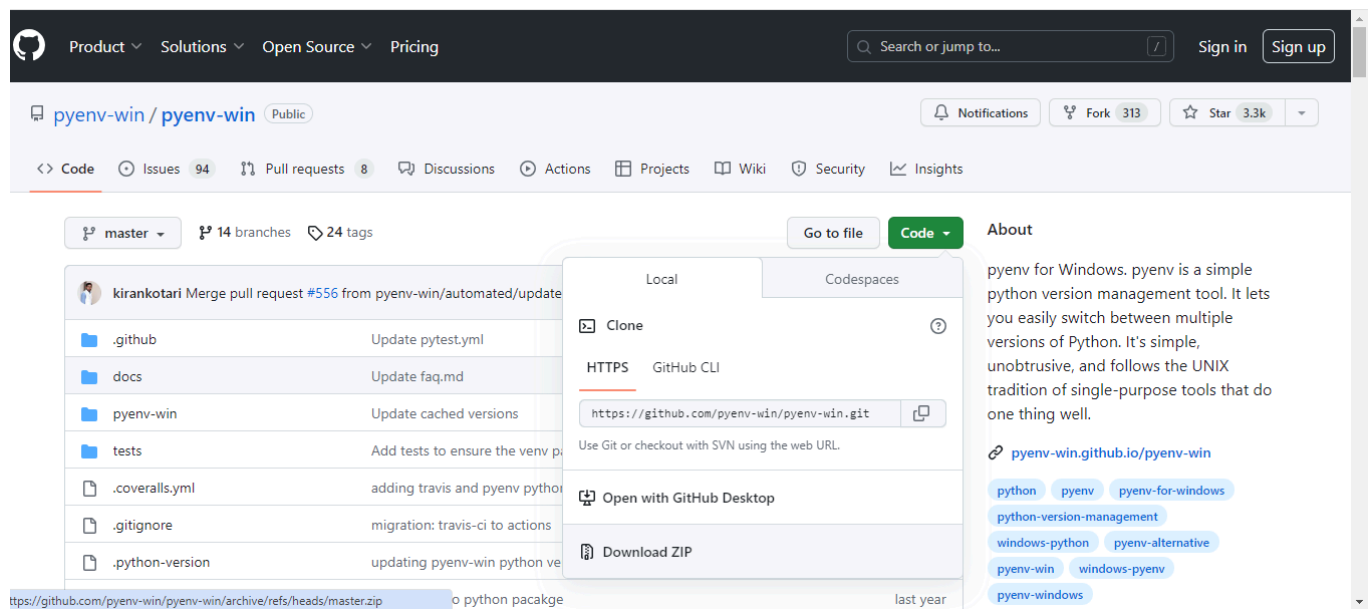 Product Solutions Open Source Pricing Search or jump to... / Sign in Sign up
pyenv-win / pyenv-win Public Notifications Fork 313 Star 3.3k
Code Issues 94 Pull requests 8 Discussions Actions Projects Wiki Security Insights
master 14 branches 24 tags Go to file Code
kirankotari Merge pull request #556 from pyenv-win/automated/update
.github Update pytest.yml
docs Update faq.md
pyenv-win Update cached versions
tests Add tests to ensure the venv pa
.coveralls.yml adding travis and pyenv python
.gitignore migration: travis-ci to actions
.python-version updating pyenv-win python ve
o python pacakge last year
Local Codespaces
Clone
HTTPS GitHub CLI
https://github.com/pyenv-win/pyenv-win.git
Use Git or checkout with SVN using the web URL.
Open with GitHub Desktop
Download ZIP
About
pyenv for Windows. pyenv is a simple
python version management tool. It lets
you easily switch between multiple
versions of Python. It's simple,
unobtrusive, and follows the UNIX
tradition of single-purpose tools that do
one thing well.
pyenv-win.github.io/pyenv-win
python pyenv pyenv-for-windows
python-version-management
windows-python pyenv-alternative
pyenv-win windows-pyenv
pyenv-windows
ttps://github.com/pyenv-win/pyenv-win/archive/refs/heads/master.zip